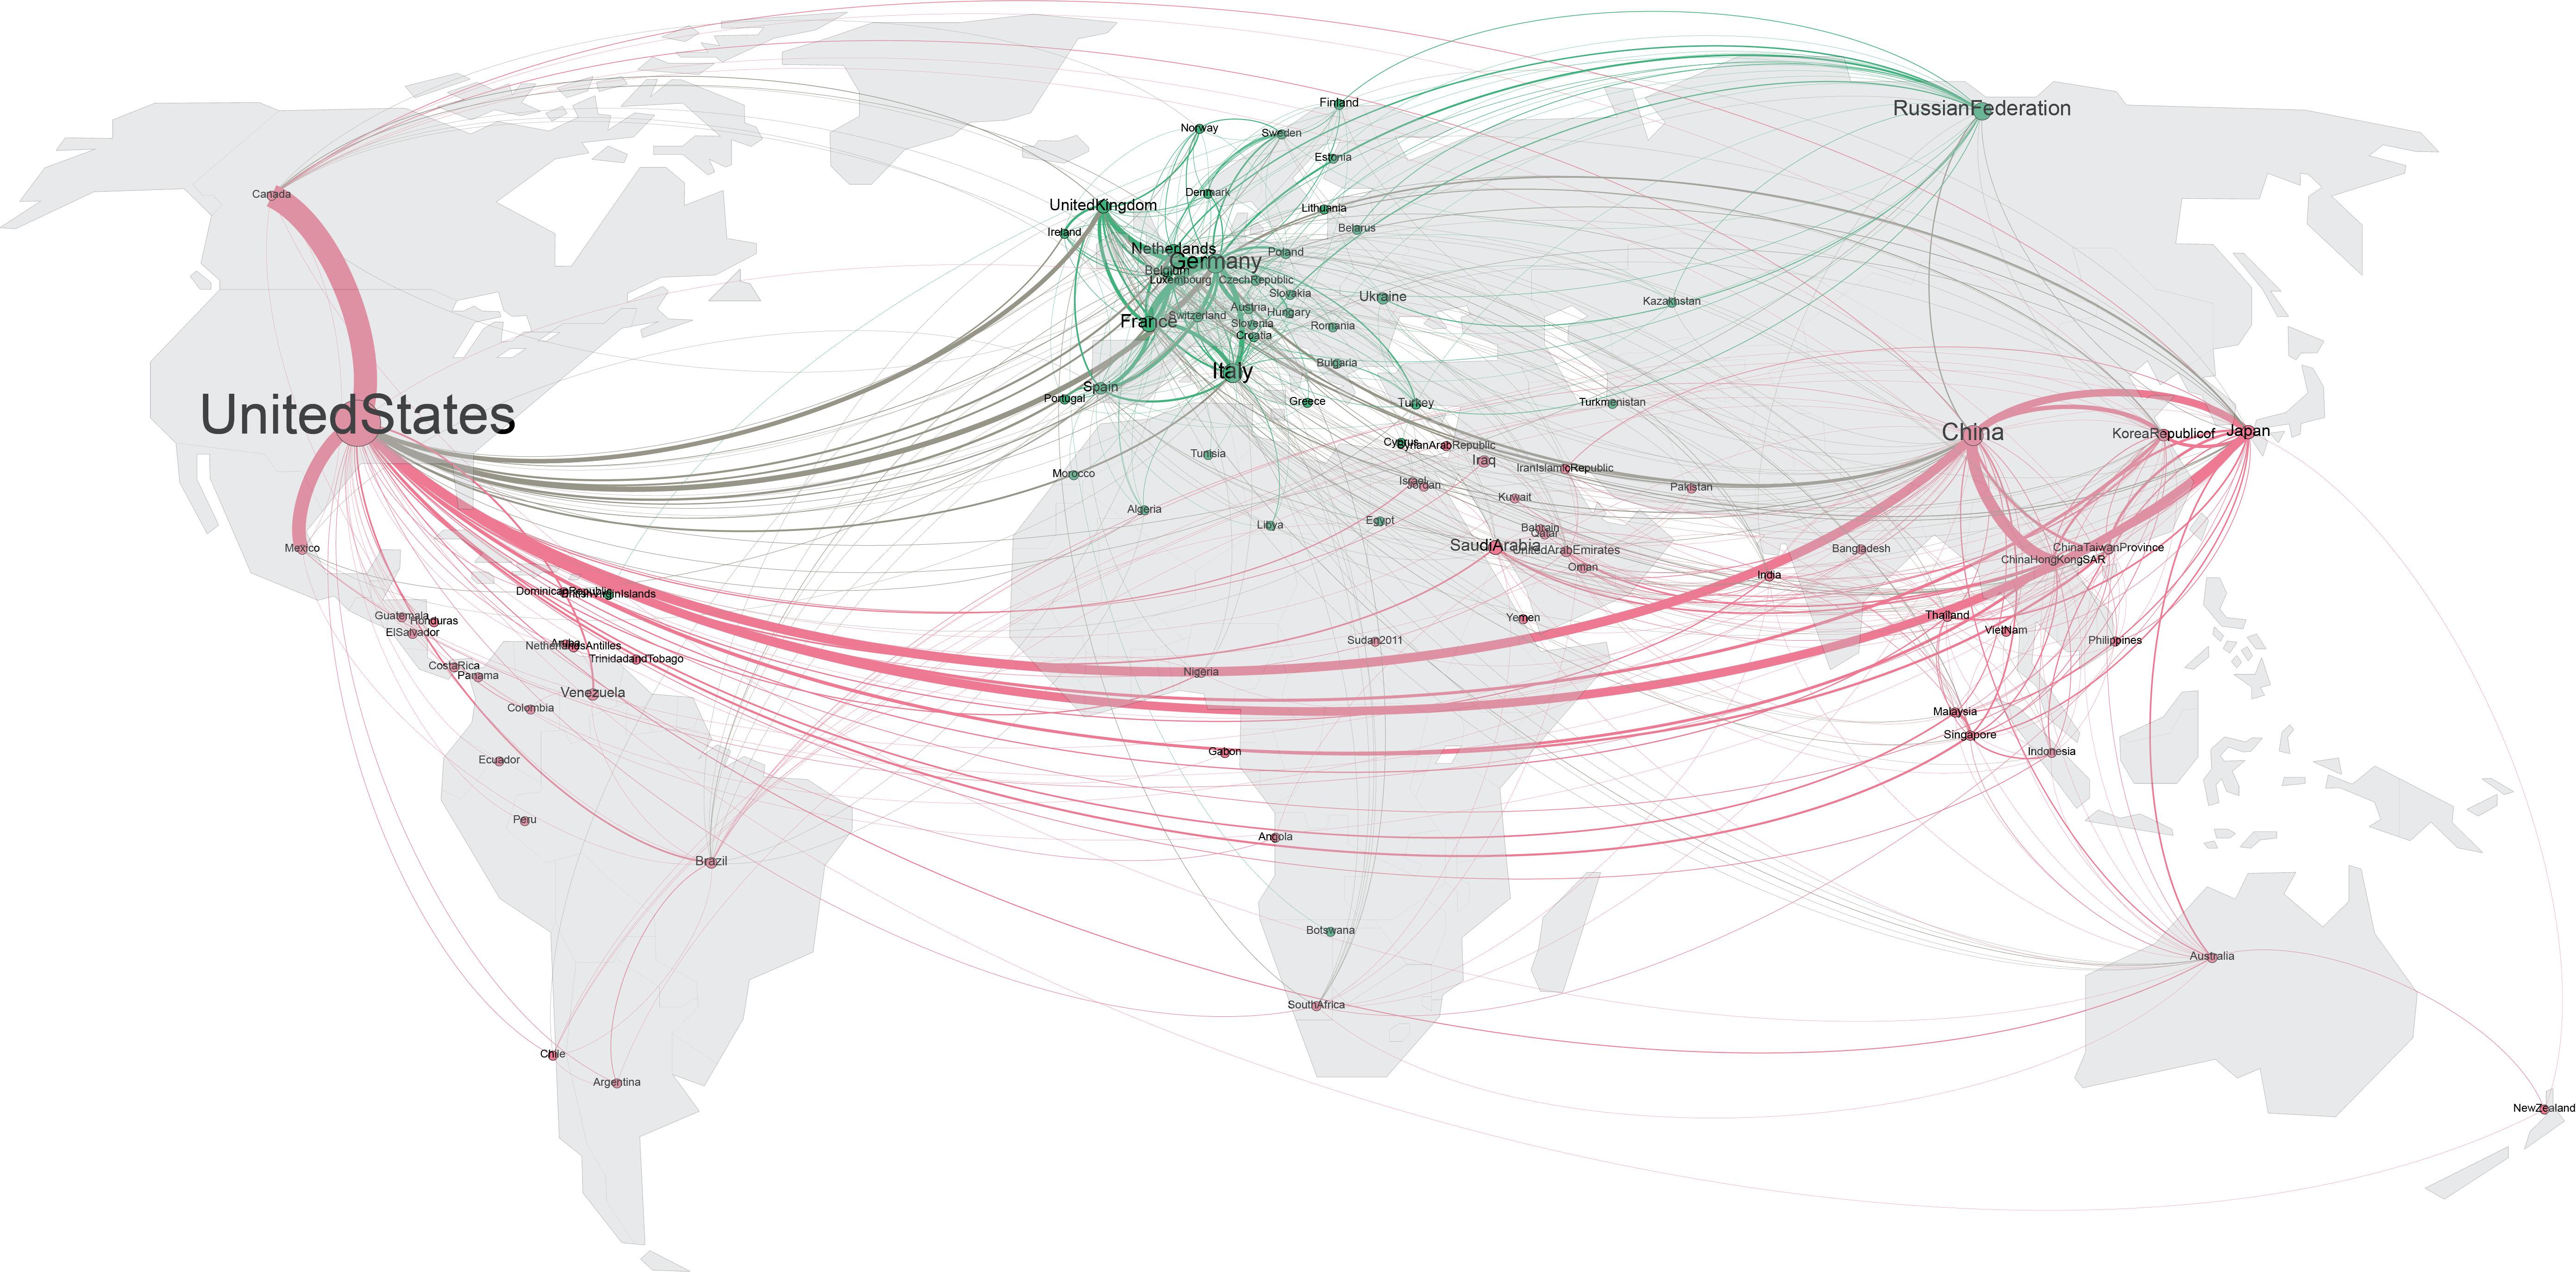 Finland
RussianFederation
Norway
Sweden
Estonia
Denmark
Canada
UnitedKingdom
Lithuania
Ireland
Belarus
Netherlands
Poland
Germany
Belgium
Luxembourg
CzechRepublic
Slovakia
Ukraine
Kazakhstan
Austria
Hungary
Switzerland
France
Slovenia
Romania
Croatia
Bulgaria
Italy
Spain
Portugal
Greece
Turkey
Turkmenistan
UnitedStates
China
KoreaRepublicof
Japan
Cyprus
SyrianArabRepublic
Tunisia
Iraq
IranIslamicRepublic
Morocco
Israel
Jordan
Pakistan
Kuwait
Algeria
Egypt
Libya
Bahrain
Qatar
SaudiArabia
UnitedArabEmirates
Mexico
Bangladesh
ChinaTaiwanProvince
ChinaHongKongSAR
Oman
India
DominicanRepublic
BritishVirginIslands
Guatemala
Honduras
ElSalvador
Yemen
Thailand
VietNam
Philippines
Sudan2011
Aruba
NetherlandsAntilles
TrinidadandTobago
CostaRica
Panama
Nigeria
Venezuela
Colombia
Malaysia
Singapore
Indonesia
Gabon
Ecuador
Peru
Angola
Brazil
Botswana
Australia
SouthAfrica
Chile
Argentina
NewZealand